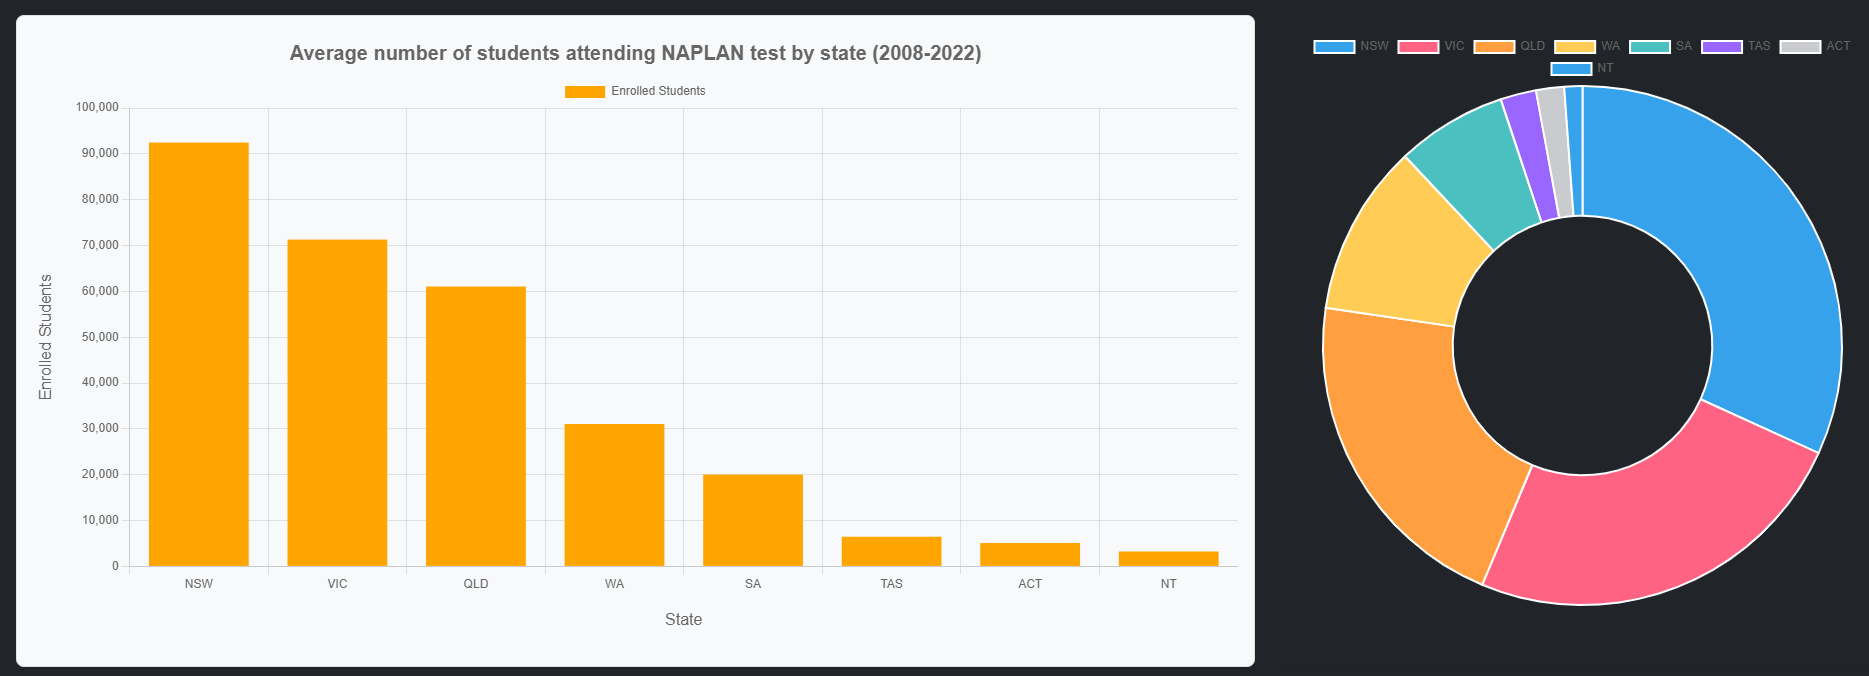 Average number of students attending NAPLAN test by state (2008-2022)
Enrolled Students
100,000
90,000
80,000
70,000
60,000
50,000
40,000
30,000
20,000
10,000
0
Enrolled Students
NSW VIC QLD WA SA TAS ACT NT
State
NSW VIC QLD WA SA TAS ACT
NT